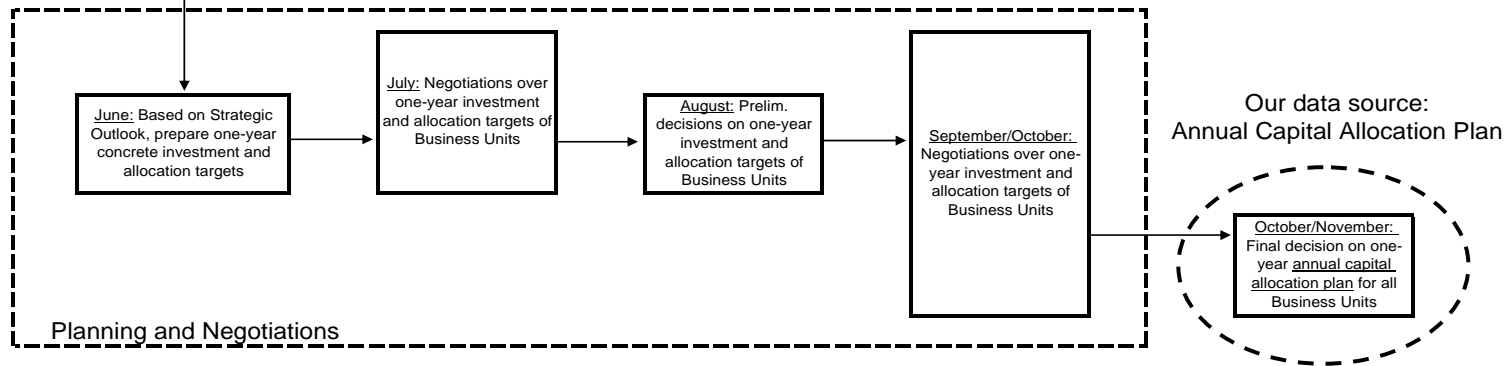 June: Based on Strategic
Outlook, prepare one-year
concrete investment and
allocation targets
July: Negotiations over
one-year investment
and allocation targets of
Business Units
August: Prelim.
decisions on one-year
investment and
allocation targets of
Business Units
September/October:
Negotiations over one-
year investment and
allocation targets of
Business Units
Our data source:
Annual Capital Allocation Plan
October/November:
Final decision on one-
year annual capital
allocation plan for all
Business Units
Planning and Negotiations